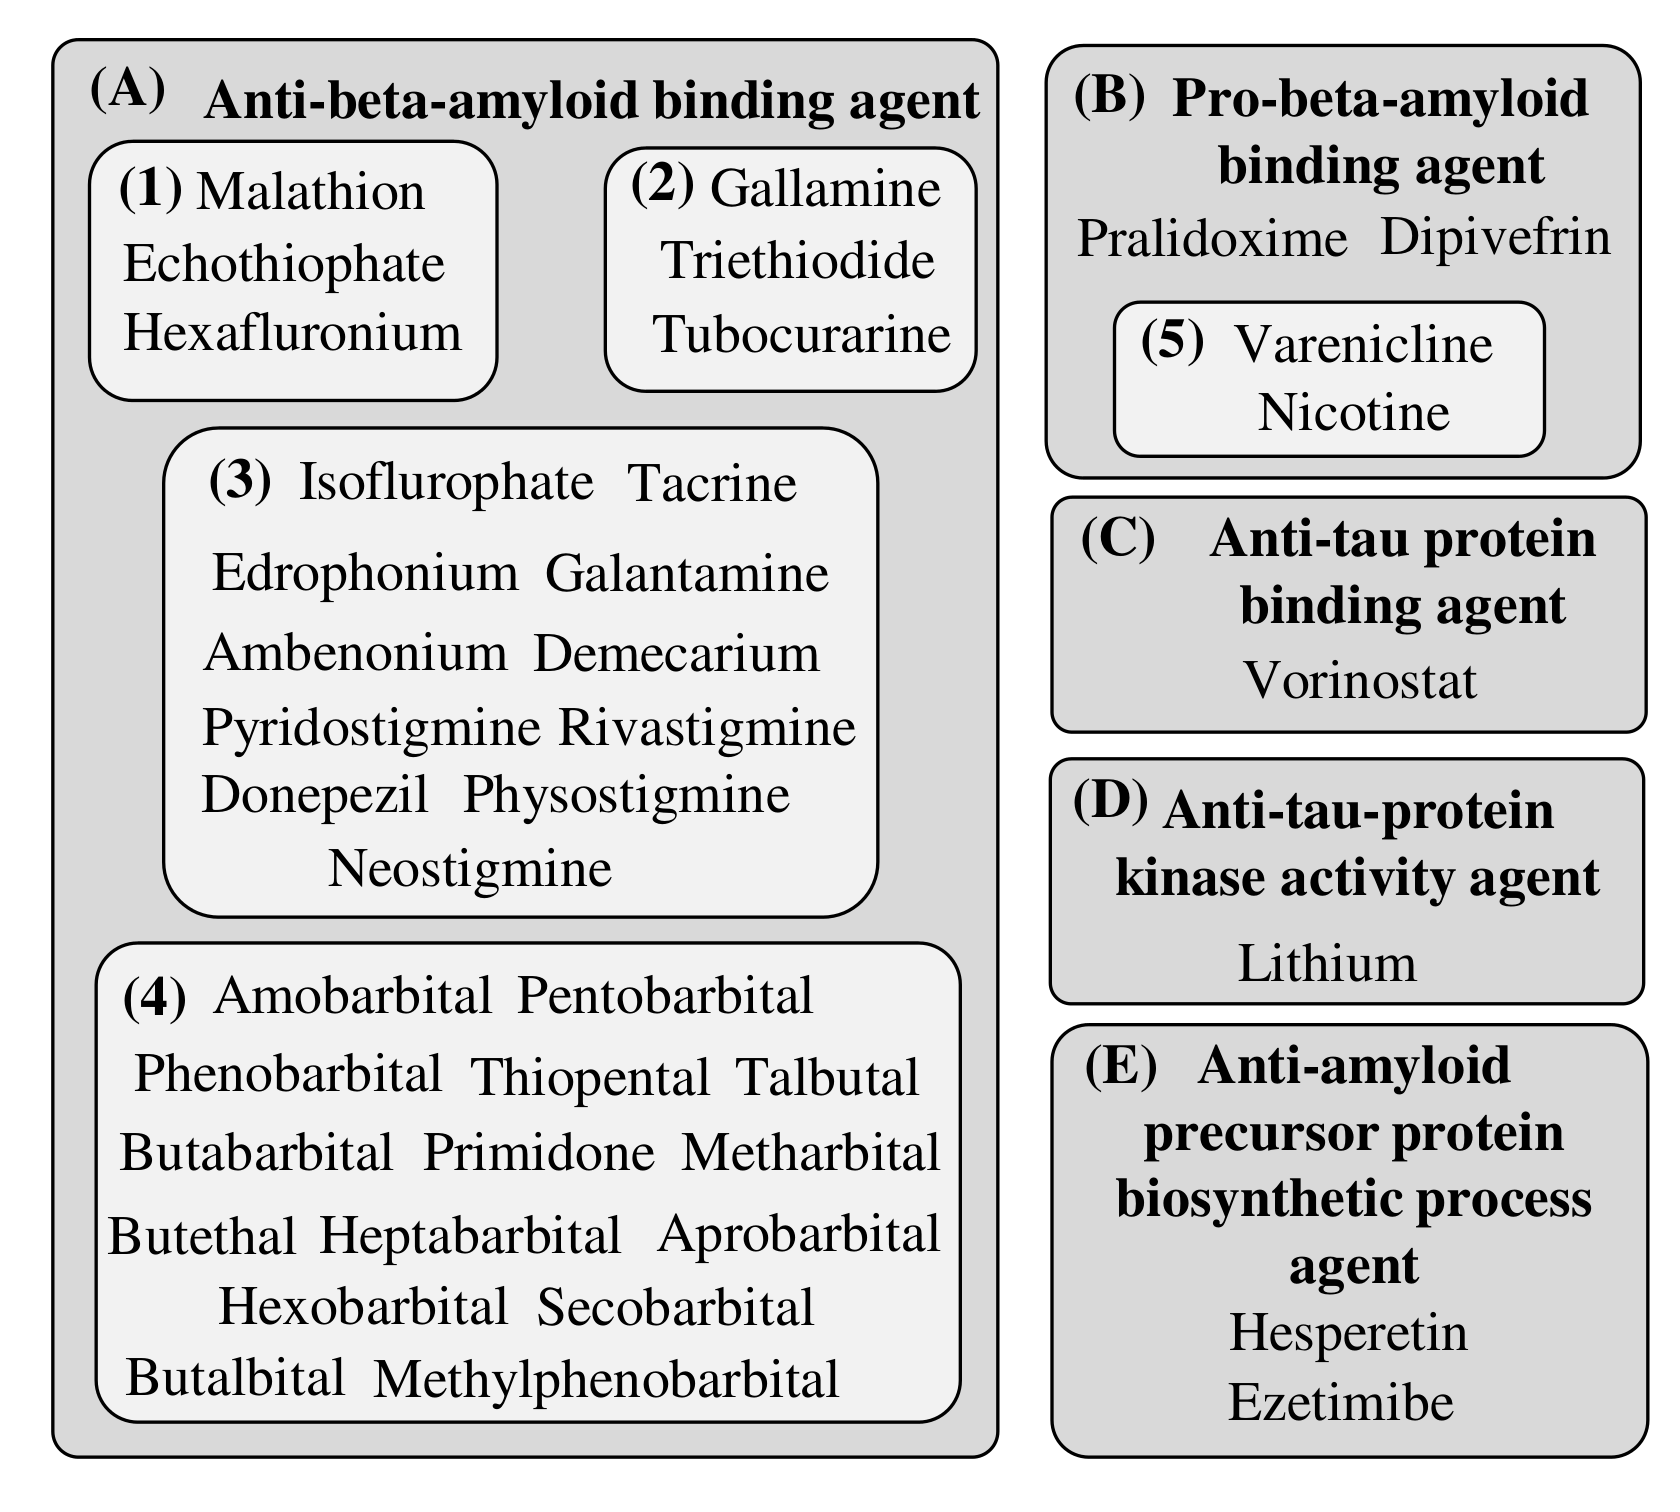 (A) Anti-beta-amyloid binding agent
(1) Malathion
Echothiophate
Hexafluronium
(2) Gallamine
Triethiodide
Tubocurarine
(3) Isoflurophate Tacrine
Edrophonium Galantamine
Ambenonium Demecarium
Pyridostigmine Rivastigmine
Donepezil Physostigmine
Neostigmine
(4) Amobarbital Pentobarbital
Phenobarbital Thiopental Talbutal
Butabarbital Primidone Metharbital
Butethal Heptabarbital Aprobarbital
Hexobarbital Secobarbital
Butalbital Methylphenobarbital
(B) Pro-beta-amyloid
binding agent
Pralidoxime Dipivefrin
(5) Varenicline
Nicotine
(C) Anti-tau protein
binding agent
Vorinostat
(D) Anti-tau-protein
kinase activity agent
Lithium
(E) Anti-amyloid
precursor protein
biosynthetic process
agent
Hesperetin
Ezetimibe